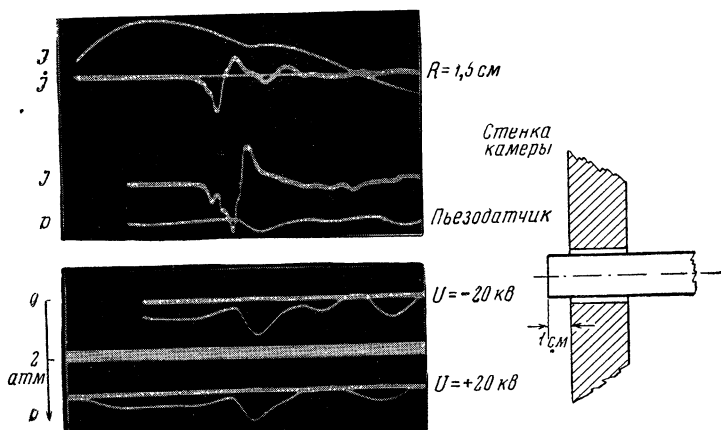 J
J̇
R = 1,5 см
J
р
Пьезодатчик
0
U = −20 кв
2
атм
р
U = +20 кв
Стенка
камеры
1 см